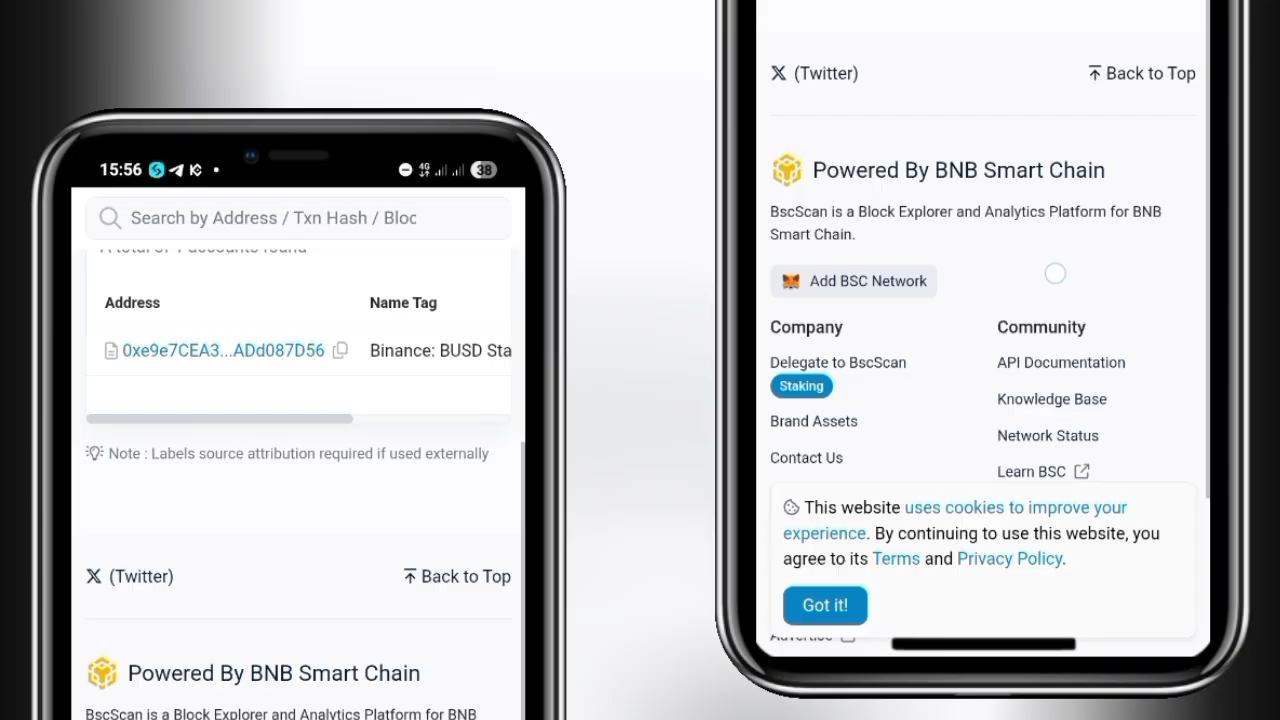 15:56
4G
38
Search by Address / Txn Hash / Bloc
Address
Name Tag
0xe9e7CEA3...ADd087D56
Binance: BUSD Sta
Note : Labels source attribution required if used externally
X (Twitter)
Back to Top
Powered By BNB Smart Chain
BscScan is a Block Explorer and Analytics Platform for BNB
X (Twitter)
Back to Top
Powered By BNB Smart Chain
BscScan is a Block Explorer and Analytics Platform for BNB
Smart Chain.
Add BSC Network
Company
Community
Delegate to BscScan
API Documentation
Staking
Knowledge Base
Brand Assets
Network Status
Contact Us
Learn BSC
This website uses cookies to improve your
experience. By continuing to use this website, you
agree to its Terms and Privacy Policy.
Got it!
Advertise